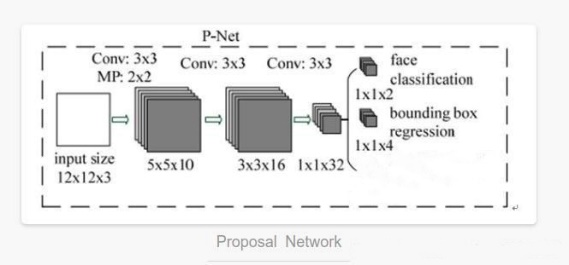 P-Net
Conv: 3x3
MP: 2x2
Conv: 3x3
Conv: 3x3
face
classification
1x1x2
bounding box
regression
1x1x4
input size
12x12x3
5x5x10
3x3x16
1x1x32
Proposal Network